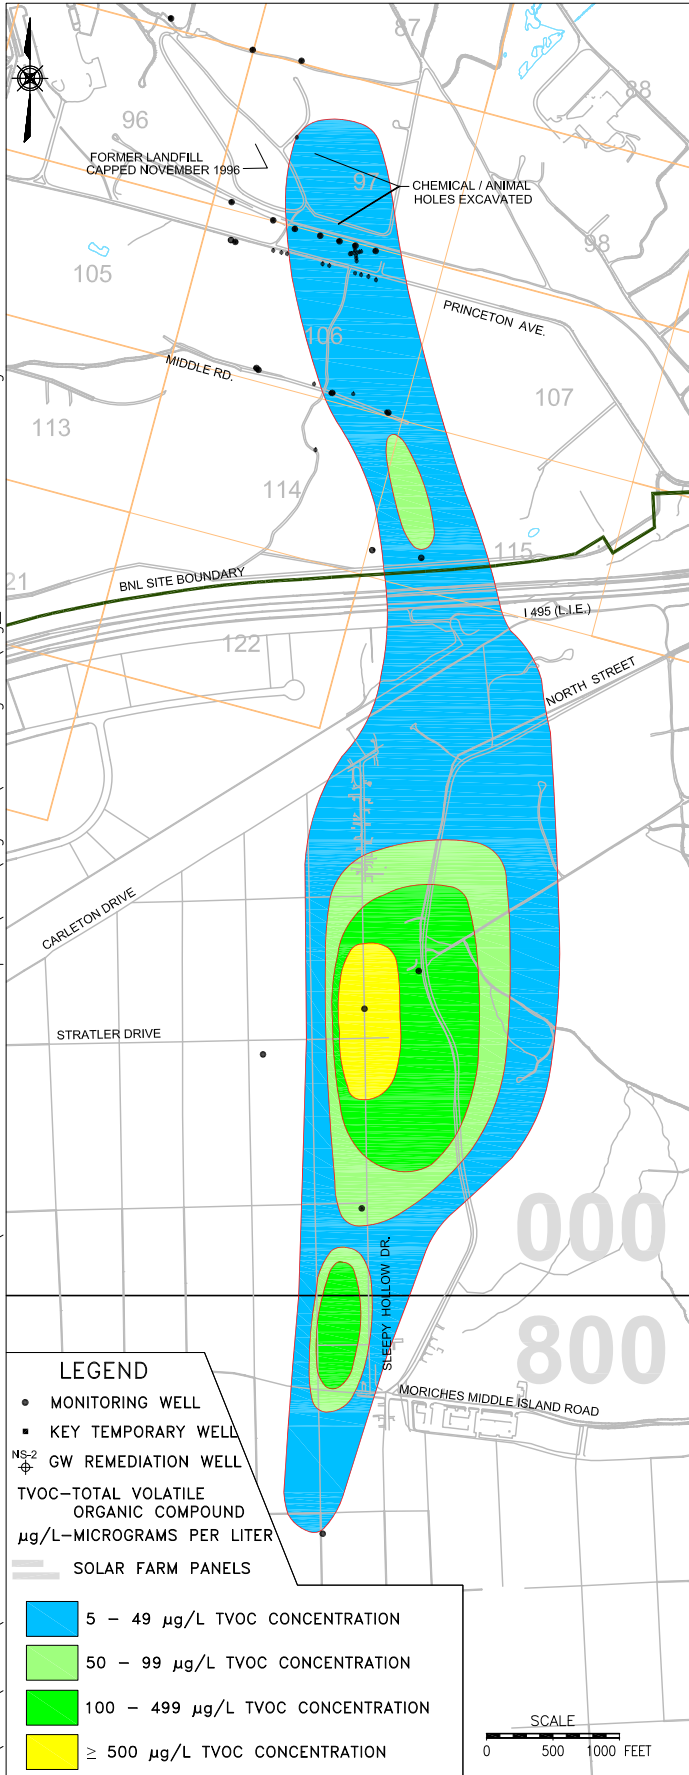 87
88
96
FORMER LANDFILL
CAPPED NOVEMBER 1996
97
CHEMICAL / ANIMAL
HOLES EXCAVATED
98
105
PRINCETON AVE.
106
MIDDLE RD.
107
113
114
115
21
BNL SITE BOUNDARY
I 495 (L.I.E.)
122
NORTH STREET
CARLETON DRIVE
STRATLER DRIVE
000
SLEEPY HOLLOW DR.
800
MORICHES MIDDLE ISLAND ROAD
LEGEND
MONITORING WELL
KEY TEMPORARY WELL
NS-2
GW REMEDIATION WELL
TVOC-TOTAL VOLATILE
ORGANIC COMPOUND
µg/L-MICROGRAMS PER LITER
SOLAR FARM PANELS
5 - 49 µg/L TVOC CONCENTRATION
50 - 99 µg/L TVOC CONCENTRATION
100 - 499 µg/L TVOC CONCENTRATION
≥ 500 µg/L TVOC CONCENTRATION
SCALE
0 500 1000 FEET